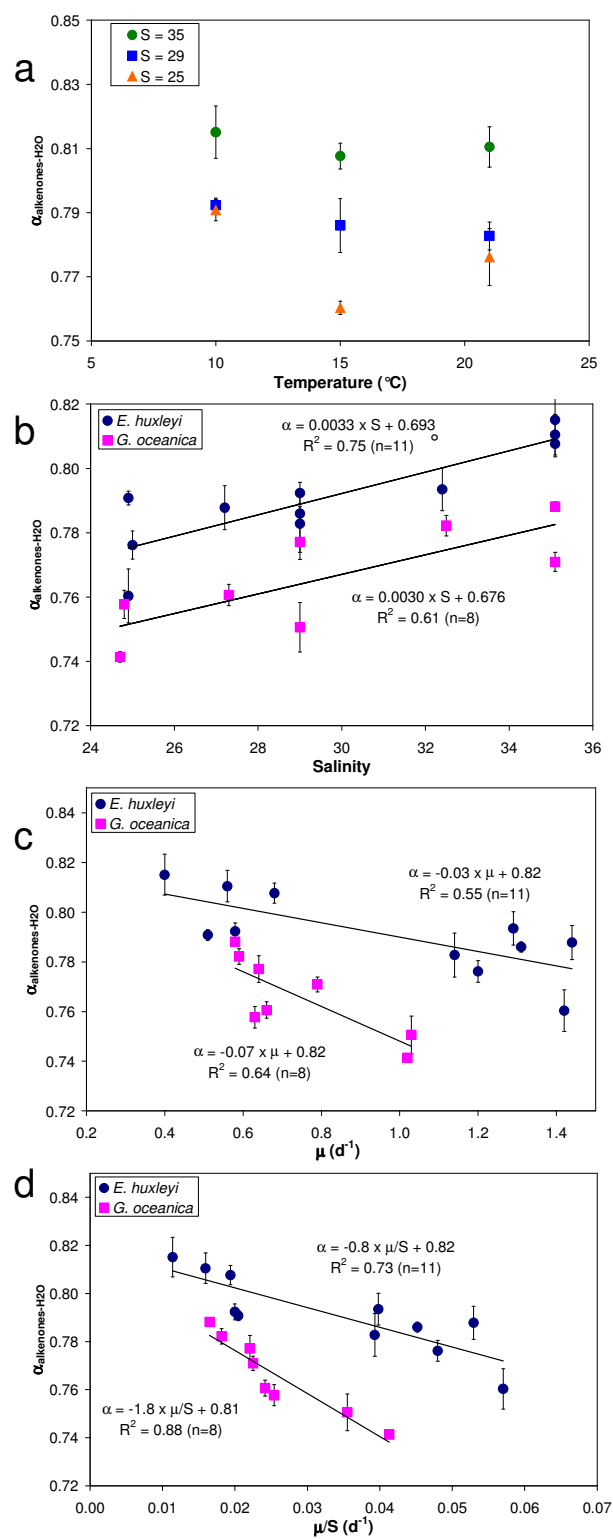 a
S = 35
S = 29
S = 25
0.85
0.83
0.81
0.79
0.77
0.75
αalkenones-H2O
5
10
15
20
25
Temperature (°C)
b
E. huxleyi
G. oceanica
α = 0.0033 x S + 0.693
R² = 0.75 (n=11)
α = 0.0030 x S + 0.676
R² = 0.61 (n=8)
0.82
0.80
0.78
0.76
0.74
0.72
αalkenones-H2O
24
26
28
30
32
34
36
Salinity
c
E. huxleyi
G. oceanica
α = -0.03 x μ + 0.82
R² = 0.55 (n=11)
α = -0.07 x μ + 0.82
R² = 0.64 (n=8)
0.84
0.82
0.80
0.78
0.76
0.74
0.72
αalkenones-H2O
0.2
0.4
0.6
0.8
1.0
1.2
1.4
μ (d⁻¹)
d
E. huxleyi
G. oceanica
α = -0.8 x μ/S + 0.82
R² = 0.73 (n=11)
α = -1.8 x μ/S + 0.81
R² = 0.88 (n=8)
0.84
0.82
0.80
0.78
0.76
0.74
0.72
αalkenones-H2O
0.00
0.01
0.02
0.03
0.04
0.05
0.06
0.07
μ/S (d⁻¹)